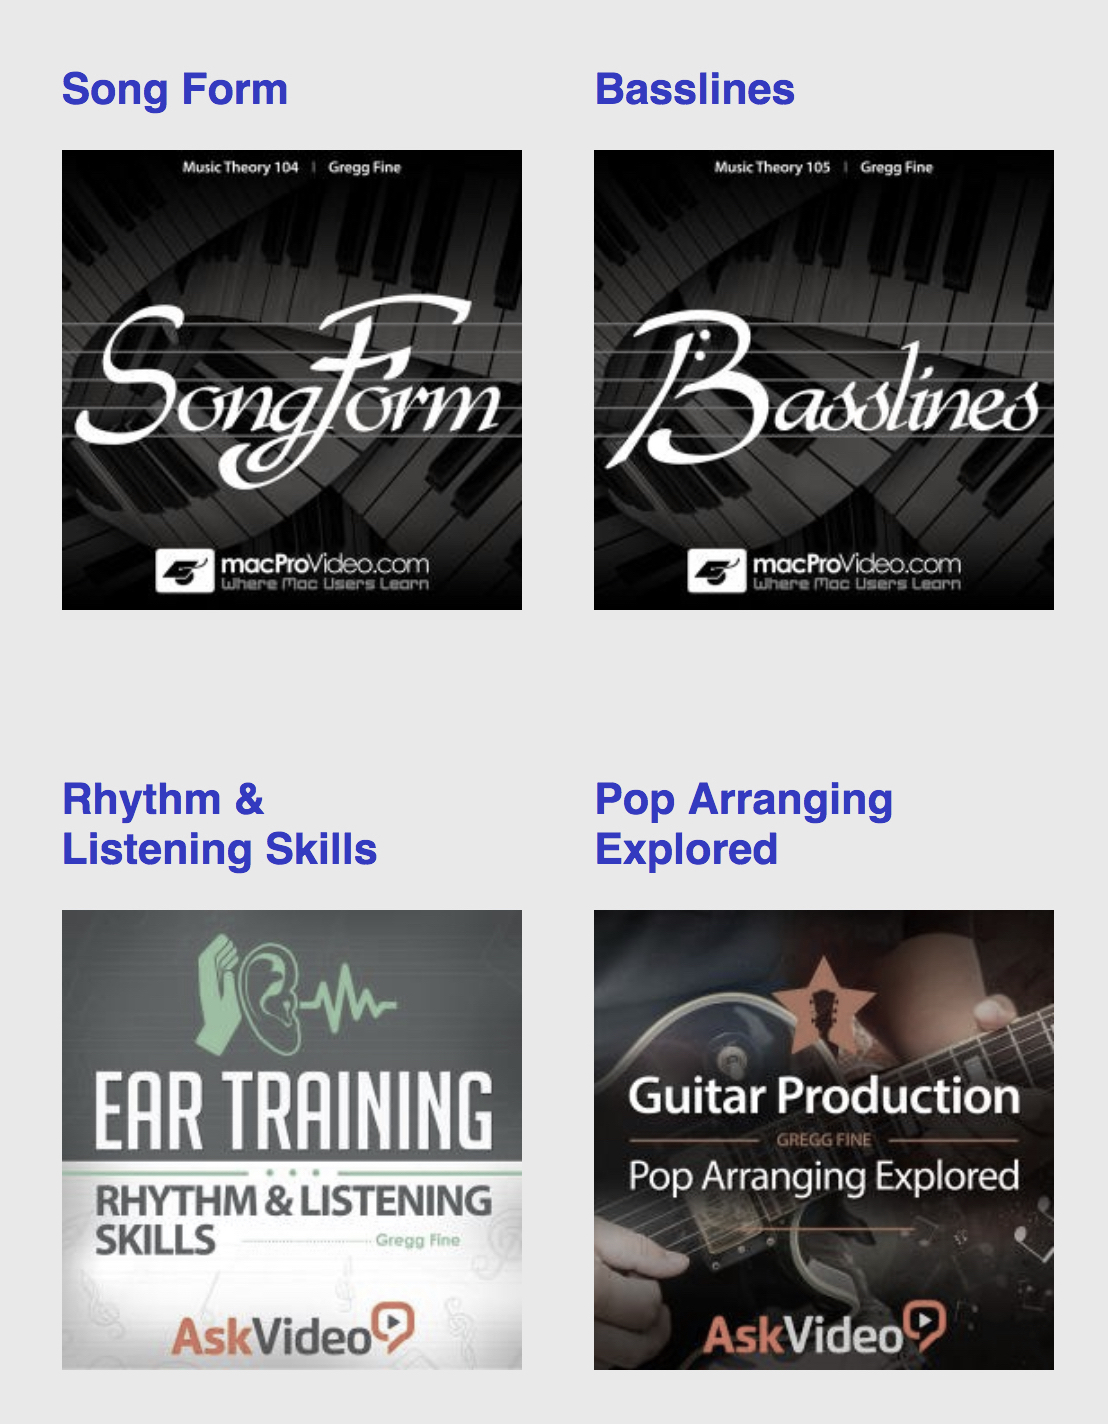 Song Form
Music Theory 104 | Gregg Fine
SongForm
macProVideo.com
Where Mac Users Learn
Basslines
Music Theory 105 | Gregg Fine
Basslines
macProVideo.com
Where Mac Users Learn
Rhythm &
Listening Skills
EAR TRAINING
RHYTHM & LISTENING
SKILLS Gregg Fine
AskVideo
Pop Arranging
Explored
Guitar Production
GREGG FINE
Pop Arranging Explored
AskVideo